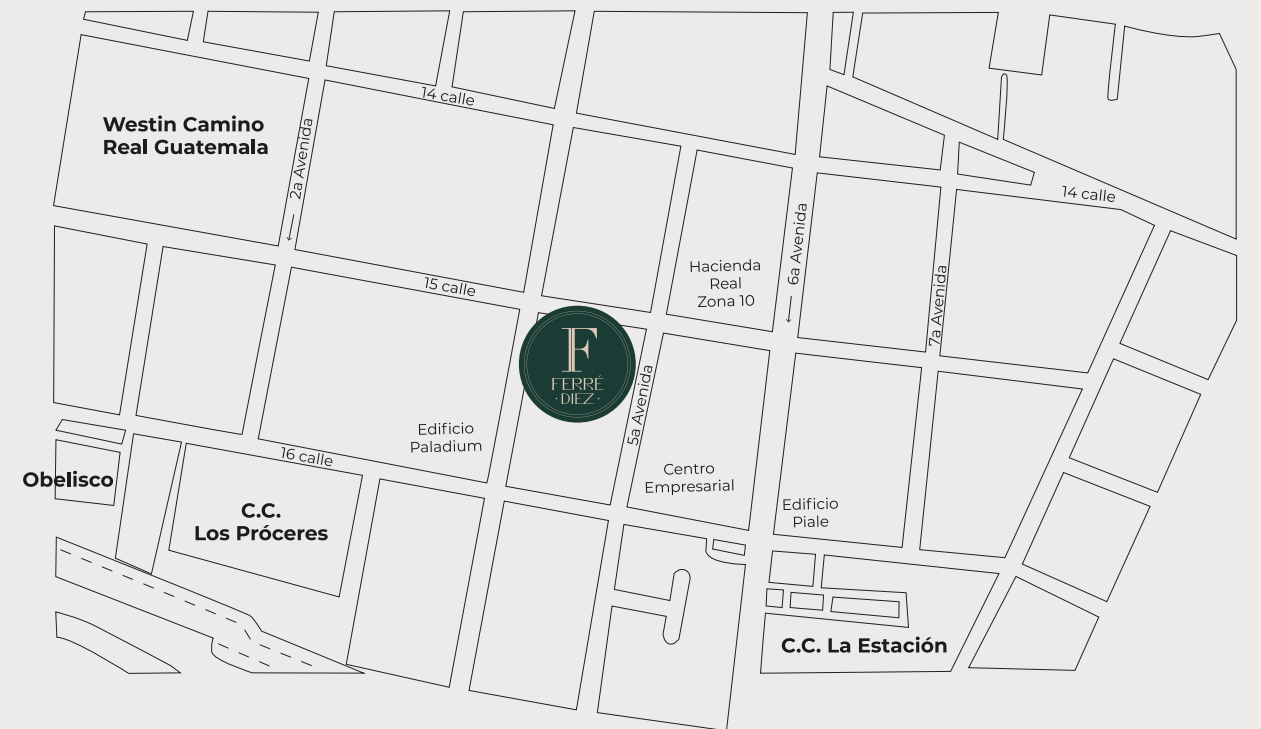 14 calle
Westin Camino
Real Guatemala
2a Avenida
14 calle
6a Avenida
Hacienda
Real
Zona 10
7a Avenida
15 calle
F
FERRÉ
·DIEZ·
5a Avenida
Edificio
Paladium
16 calle
Centro
Empresarial
Obelisco
C.C.
Los Próceres
Edificio
Piale
C.C. La Estación